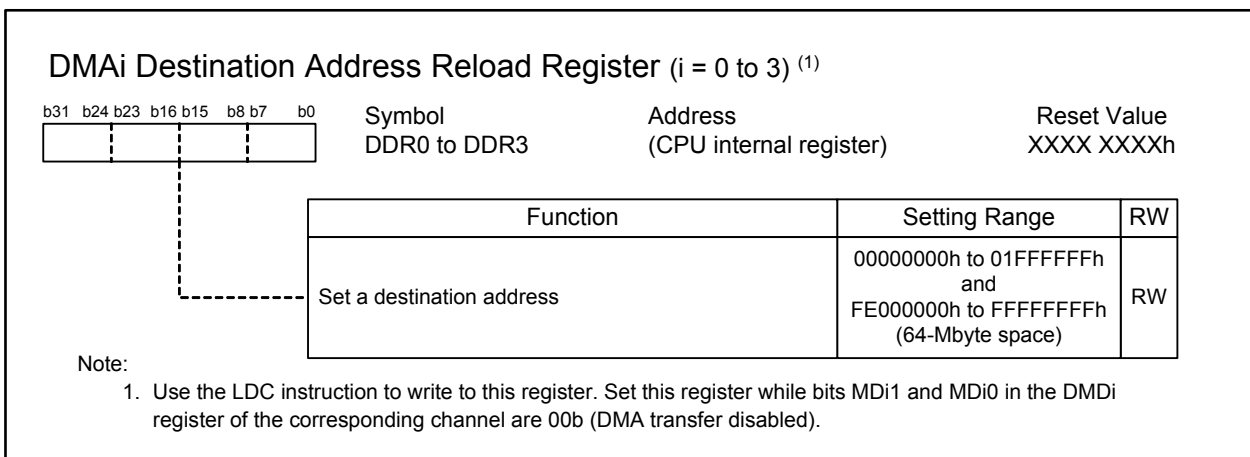 DMAi Destination Address Reload Register (i = 0 to 3) (1)
b31 b24 b23 b16 b15 b8 b7 b0
Symbol Address Reset Value
DDR0 to DDR3 (CPU internal register) XXXX XXXXh
Function Setting Range RW
Set a destination address
00000000h to 01FFFFFFh
and
FE000000h to FFFFFFFFh
(64-Mbyte space)
RW
Note:
1. Use the LDC instruction to write to this register. Set this register while bits MDi1 and MDi0 in the DMDi
register of the corresponding channel are 00b (DMA transfer disabled).